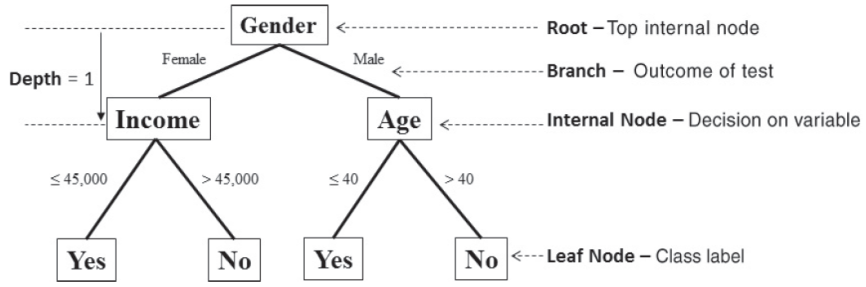 Gender
Root – Top internal node
Female
Male
Branch – Outcome of test
Depth = 1
Income
Age
Internal Node – Decision on variable
≤ 45,000
> 45,000
≤ 40
> 40
Yes
No
Yes
No
Leaf Node – Class label